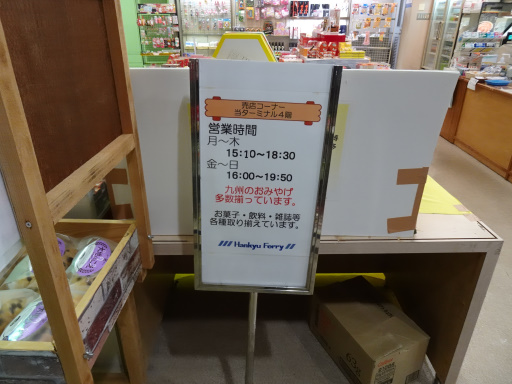 売店コーナー
当ターミナル4階
営業時間
月～木
15:10～18:30
金～日
16:00～19:50
九州のおみやげ
多数揃っています。
お菓子・飲料・雑誌等
各種取り揃えています。
Hankyu Ferry